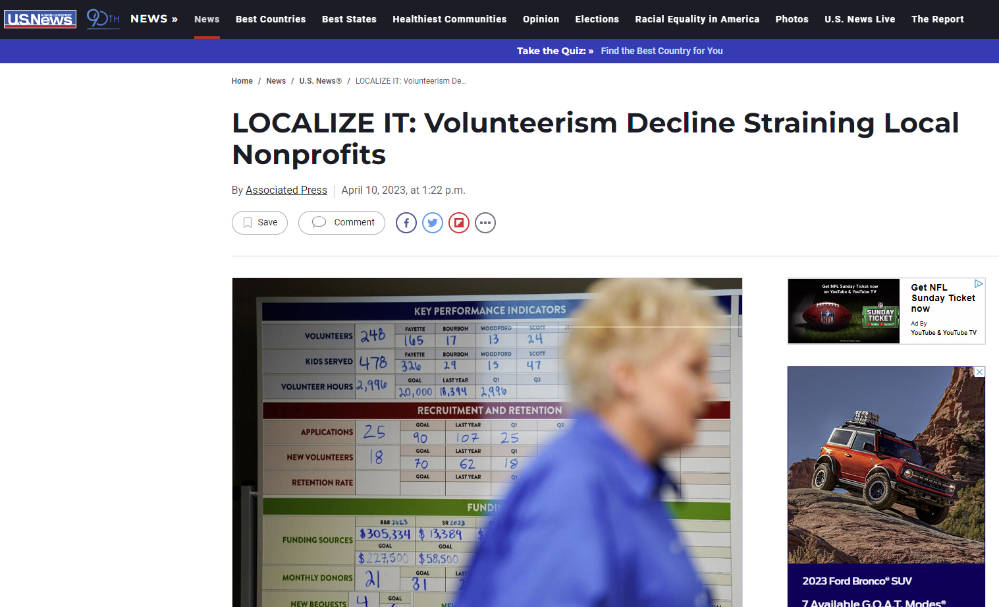 U.S.News
& WORLD REPORT
90TH
NEWS »
News
Best Countries
Best States
Healthiest Communities
Opinion
Elections
Racial Equality in America
Photos
U.S. News Live
The Report
Take the Quiz: » Find the Best Country for You
Home / News / U.S. News® / LOCALIZE IT: Volunteerism De...
LOCALIZE IT: Volunteerism Decline Straining Local
Nonprofits
By Associated Press | April 10, 2023, at 1:22 p.m.
Save
Comment
KEY PERFORMANCE INDICATORS
FAYETTE BOURBON WOODFORD SCOTT
VOLUNTEERS 248 165 17 13 24
FAYETTE BOURBON WOODFORD SCOTT
KIDS SERVED 478 326 29 15 47
GOAL LAST YEAR Q1 Q2
VOLUNTEER HOURS 2,996 20,000 18,394 2,996
RECRUITMENT AND RETENTION
GOAL LAST YEAR Q1 Q2
APPLICATIONS 25 90 107 25
GOAL LAST YEAR Q1
NEW VOLUNTEERS 18 70 62 18
GOAL LAST YEAR Q1
RETENTION RATE
FUNDI
B&B 2023 SR 2023
FUNDING SOURCES $305,334 $13,389 $
GOAL GOAL
$227,500 $58,500
GOAL LAST
MONTHLY DONORS 21 31
GOAL
NEW BEQUESTS 4 NEW
Get NFL Sunday Ticket now
on YouTube & YouTube TV
NFL
SUNDAY
TICKET
Get NFL
Sunday Ticket
now
Ad By
YouTube & YouTube TV
2023 Ford Bronco® SUV
7 Available G.O.A.T. Modes®